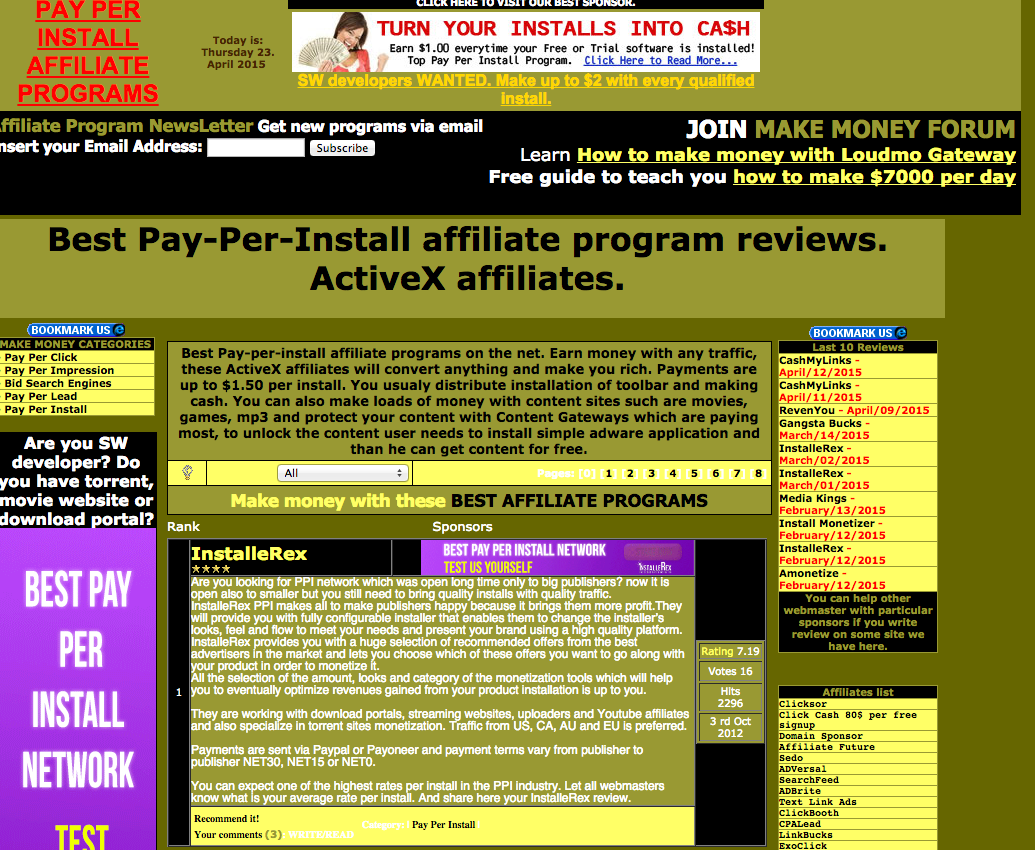 PAY PER
INSTALL
AFFILIATE
PROGRAMS
Today is:
Thursday 23.
April 2015
CLICK HERE TO VISIT OUR BEST SPONSOR.
TURN YOUR INSTALLS INTO CA$H
Earn $1.00 everytime your Free or Trial software is installed!
Top Pay Per Install Program. Click Here to Read More...
SW developers WANTED. Make up to $2 with every qualified
install.
ffiliate Program NewsLetter Get new programs via email
nsert your Email Address: Subscribe
JOIN MAKE MONEY FORUM
Learn How to make money with Loudmo Gateway
Free guide to teach you how to make $7000 per day
Best Pay-Per-Install affiliate program reviews.
ActiveX affiliates.
BOOKMARK US
MAKE MONEY CATEGORIES
Pay Per Click
Pay Per Impression
Bid Search Engines
Pay Per Lead
Pay Per Install
Are you SW
developer? Do
you have torrent,
movie website or
download portal?
BEST PAY
PER
INSTALL
NETWORK
TEST
Best Pay-per-install affiliate programs on the net. Earn money with any traffic,
these ActiveX affiliates will convert anything and make you rich. Payments are
up to $1.50 per install. You usualy distribute installation of toolbar and making
cash. You can also make loads of money with content sites such are movies,
games, mp3 and protect your content with Content Gateways which are paying
most, to unlock the content user needs to install simple adware application and
than he can get content for free.
All
Pages: [0] [1] [2] [3] [4] [5] [6] [7] [8]
Make money with these BEST AFFILIATE PROGRAMS
Rank Sponsors
1
InstalleRex
★★★★
BEST PAY PER INSTALL NETWORK
TEST US YOURSELF
INSTALLEREX
Are you looking for PPI network which was open long time only to big publishers? now it is
open also to smaller but you still need to bring quality installs with quality traffic.
InstalleRex PPI makes all to make publishers happy because it brings them more profit.They
will provide you with fully configurable installer that enables them to change the installer's
looks, feel and flow to meet your needs and present your brand using a high quality platform.
InstalleRex provides you with a huge selection of recommended offers from the best
advertisers in the market and lets you choose which of these offers you want to go along with
your product in order to monetize it.
All the selection of the amount, looks and category of the monetization tools which will help
you to eventually optimize revenues gained from your product installation is up to you.
They are working with download portals, streaming websites, uploaders and Youtube affiliates
and also specialize in torrent sites monetization. Traffic from US, CA, AU and EU is preferred.
Payments are sent via Paypal or Payoneer and payment terms vary from publisher to
publisher NET30, NET15 or NET0.
You can expect one of the highest rates per install in the PPI industry. Let all webmasters
know what is your average rate per install. And share here your InstalleRex review.
Recommend it!
Category: [Pay Per Install]
Your comments (3) WRITE/READ
Rating 7.19
Votes 16
Hits
2296
3 rd Oct
2012
BOOKMARK US
Last 10 Reviews
CashMyLinks -
April/12/2015
CashMyLinks -
April/11/2015
RevenYou - April/09/2015
Gangsta Bucks -
March/14/2015
InstalleRex -
March/02/2015
InstalleRex -
March/01/2015
Media Kings -
February/13/2015
Install Monetizer -
February/12/2015
InstalleRex -
February/12/2015
Amonetize -
February/12/2015
You can help other
webmaster with particular
sponsors if you write
review on some site we
have here.
Affiliates list
Clicksor
Click Cash 80$ per free
signup
Domain Sponsor
Affiliate Future
Sedo
ADVersal
SearchFeed
ADBrite
Text Link Ads
ClickBooth
CPALead
LinkBucks
ExoClick